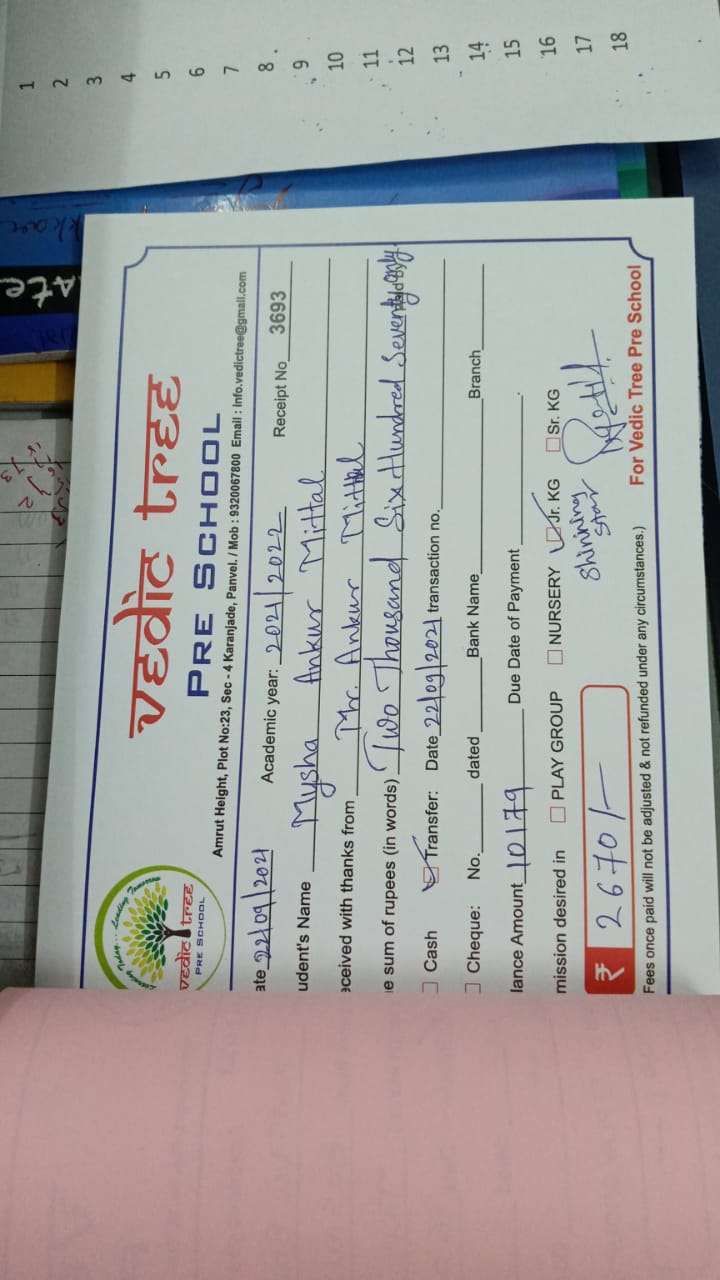 Learning Today... Leading Tomorrow
vedic tree
PRE SCHOOL
vedic tree
PRE SCHOOL
Amrut Height, Plot No:23, Sec - 4 Karanjade, Panvel. / Mob : 9320067800 Email : info.vedictree@gmail.com
ate 22/09/2021 Academic year: 2021/2022 Receipt No 3693
udent's Name Mysha Ankur Mittal
eceived with thanks from Mr. Ankur Mittal
e sum of rupees (in words) Two Thousand Six Hundred Seventy only.
Cash Transfer: Date 22/09/2021 transaction no.
Cheque: No. dated Bank Name Branch
lance Amount 10179 Due Date of Payment
mission desired in PLAY GROUP NURSERY Jr. KG Sr. KG
Shinning
Star
₹ 2670/-
For Vedic Tree Pre School
Fees once paid will not be adjusted & not refunded under any circumstances.)
1
2
3
4
5
6
7
8
9
10
11
12
13
14
15
16
17
18